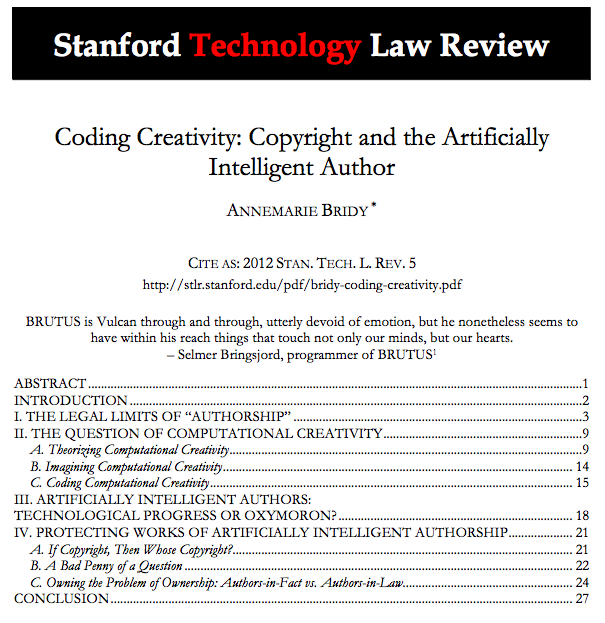 Stanford Technology Law Review
Coding Creativity: Copyright and the Artificially
Intelligent Author
ANNEMARIE BRIDY*
CITE AS: 2012 STAN. TECH. L. REV. 5
http://stlr.stanford.edu/pdf/bridy-coding-creativity.pdf
BRUTUS is Vulcan through and through, utterly devoid of emotion, but he nonetheless seems to
have within his reach things that touch not only our minds, but our hearts.
– Selmer Bringsjord, programmer of BRUTUS¹
ABSTRACT........................................................................1
INTRODUCTION........................................................................2
I. THE LEGAL LIMITS OF “AUTHORSHIP”........................................................................3
II. THE QUESTION OF COMPUTATIONAL CREATIVITY........................................................................9
A. Theorizing Computational Creativity........................................................................9
B. Imagining Computational Creativity........................................................................14
C. Coding Computational Creativity........................................................................15
III. ARTIFICIALLY INTELLIGENT AUTHORS:
TECHNOLOGICAL PROGRESS OR OXYMORON?........................................................................18
IV. PROTECTING WORKS OF ARTIFICIALLY INTELLIGENT AUTHORSHIP..................21
A. If Copyright, Then Whose Copyright?........................................................................21
B. A Bad Penny of a Question........................................................................22
C. Owning the Problem of Ownership: Authors-in-Fact vs. Authors-in-Law............................................24
CONCLUSION........................................................................27